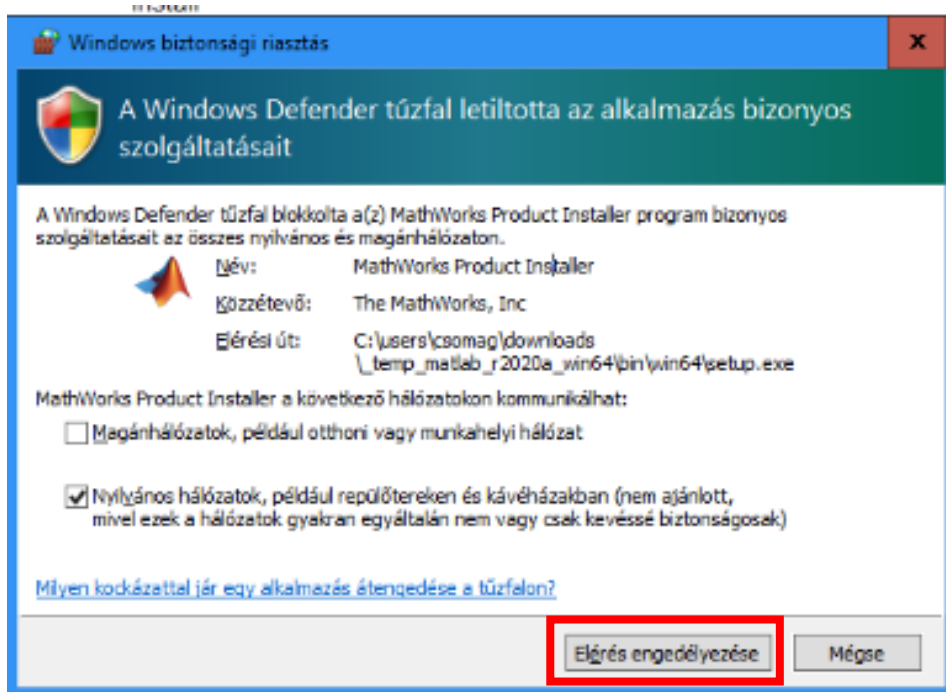 Windows biztonsági riasztás
A Windows Defender tűzfal letiltotta az alkalmazás bizonyos
szolgáltatásait
A Windows Defender tűzfal blokkolta a(z) MathWorks Product Installer program bizonyos
szolgáltatásait az összes nyilvános és magánhálózaton.
Név: MathWorks Product Installer
Közzétevő: The MathWorks, Inc
Elérési út: C:\users\csomag\downloads
\_temp_matlab_r2020a_win64\bin\win64\setup.exe
MathWorks Product Installer a következő hálózatokon kommunikálhat:
Magánhálózatok, például otthoni vagy munkahelyi hálózat
Nyilvános hálózatok, például repülőtereken és kávéházakban (nem ajánlott,
mivel ezek a hálózatok gyakran egyáltalán nem vagy csak kevéssé biztonságosak)
Milyen kockázattal jár egy alkalmazás átengedése a tűzfalon?
Elérés engedélyezése Mégse